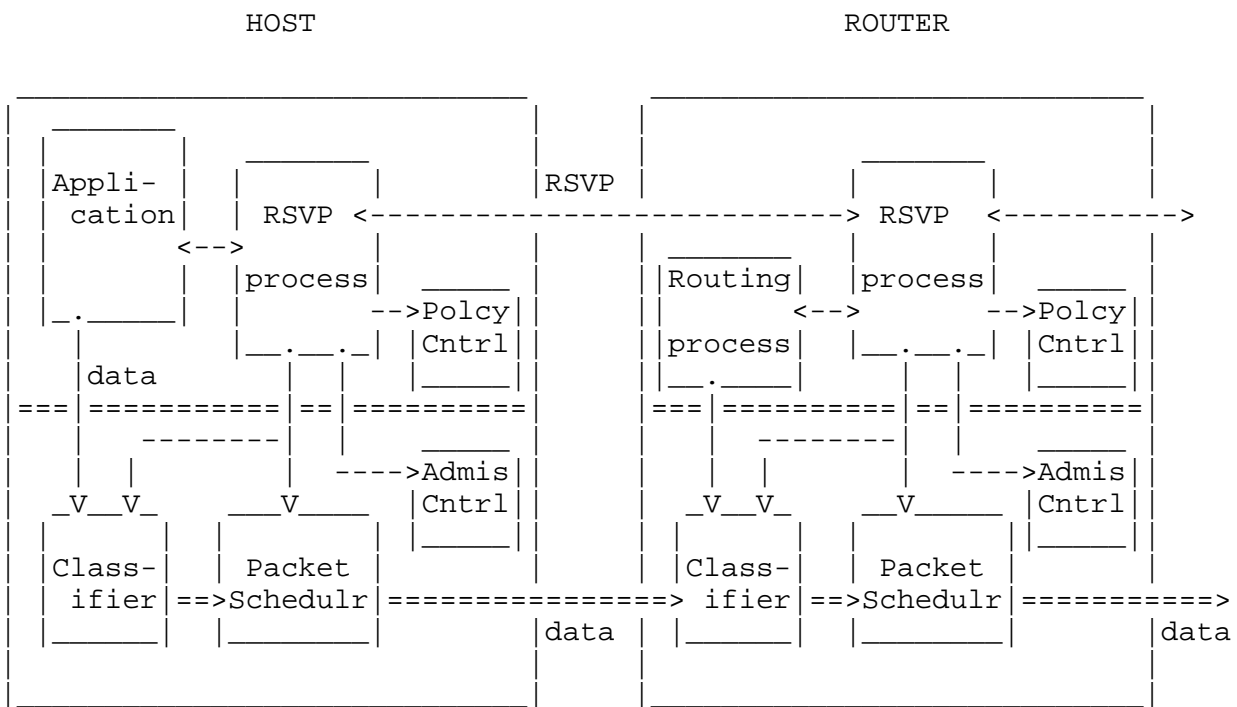 HOST ROUTER
Appli- RSVP
cation RSVP RSVP
process Routing process
Polcy Polcy
Cntrl process Cntrl
data
Admis Admis
Cntrl Cntrl
Class- Packet Class- Packet
ifier Schedulr ifier Schedulr
data data